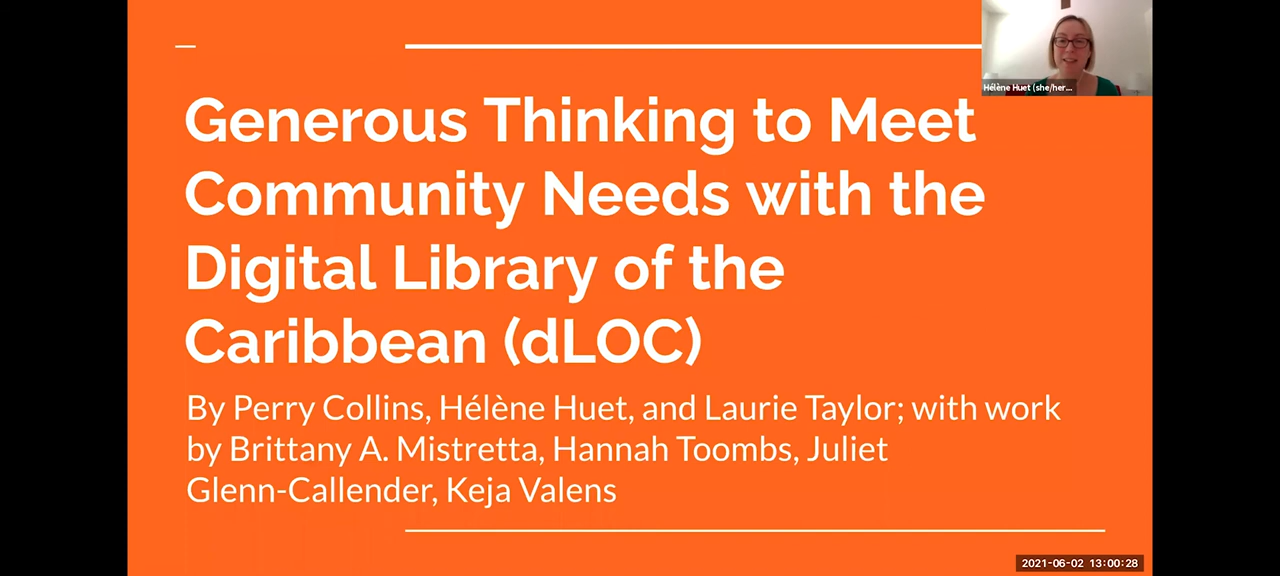 Hélène Huet (she/her...
Generous Thinking to Meet
Community Needs with the
Digital Library of the
Caribbean (dLOC)
By Perry Collins, Hélène Huet, and Laurie Taylor; with work
by Brittany A. Mistretta, Hannah Toombs, Juliet
Glenn-Callender, Keja Valens
2021-06-02 13:00:28